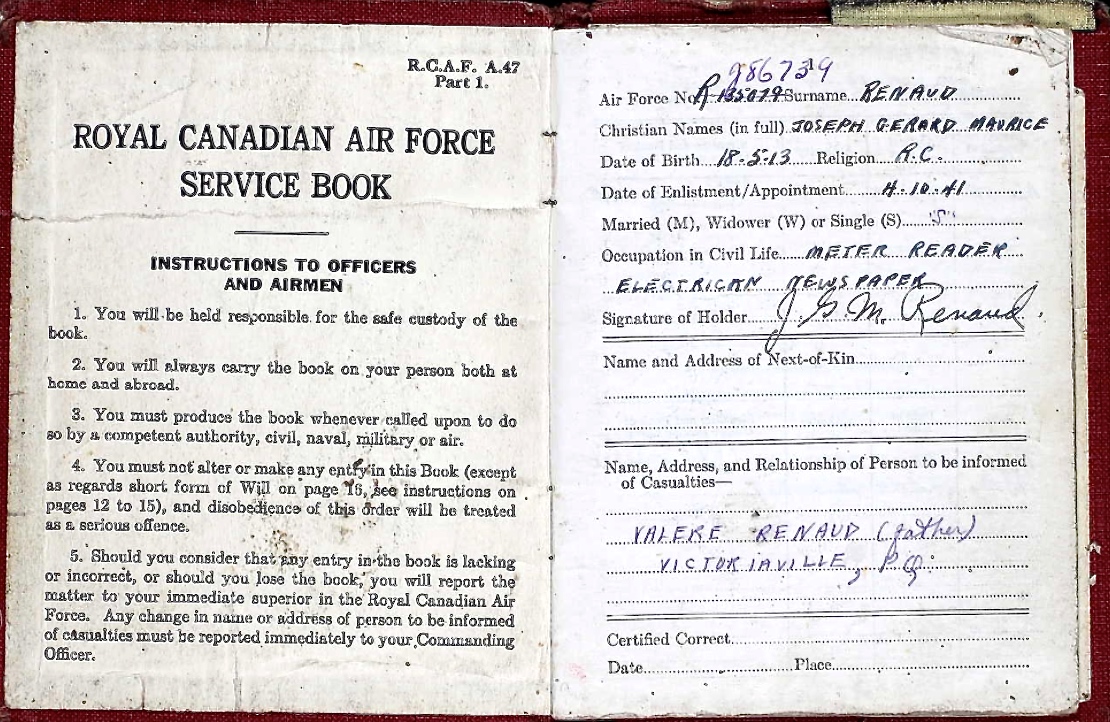 R.C.A.F. A.47
Part 1.
ROYAL CANADIAN AIR FORCE
SERVICE BOOK
INSTRUCTIONS TO OFFICERS
AND AIRMEN
1. You will be held responsible for the safe custody of the
book.
2. You will always carry the book on your person both at
home and abroad.
3. You must produce the book whenever called upon to do
so by a competent authority, civil, naval, military or air.
4. You must not alter or make any entry in this Book (except
as regards short form of Will on page 16, see instructions on
pages 12 to 15), and disobedience of this order will be treated
as a serious offence.
5. Should you consider that any entry in the book is lacking
or incorrect, or should you lose the book, you will report the
matter to your immediate superior in the Royal Canadian Air
Force. Any change in name or address of person to be informed
of casualties must be reported immediately to your Commanding
Officer.
J86739
Air Force No. R 135079 Surname RENAUD
Christian Names (in full) JOSEPH GERARD MAURICE
Date of Birth 18-5-13 Religion R.C.
Date of Enlistment/Appointment 4-10-41
Married (M), Widower (W) or Single (S) "S"
Occupation in Civil Life METER READER
ELECTRICAN NEWSPAPER
Signature of Holder J G M. Renaud
Name and Address of Next-of-Kin
Name, Address, and Relationship of Person to be informed
of Casualties—
VALERE RENAUD (father)
VICTORIAVILLE, PQ.
Certified Correct
Date Place